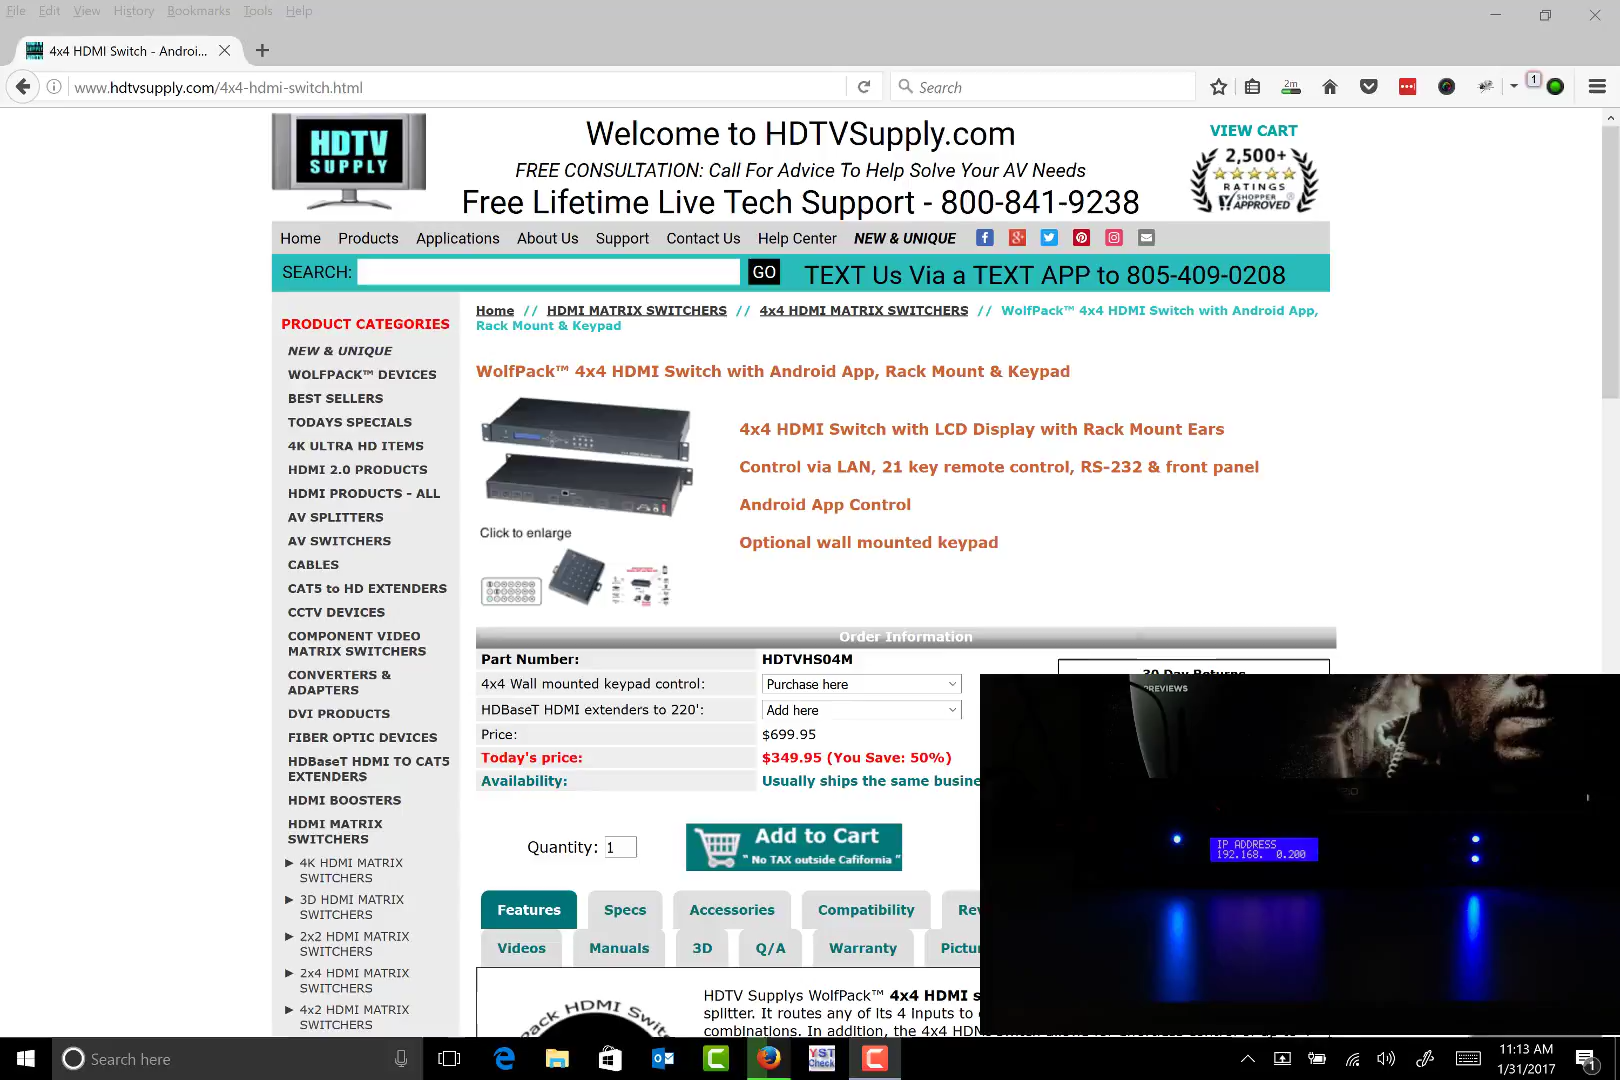 File Edit View History Bookmarks Tools Help
4x4 HDMI Switch - Androi...
www.hdtvsupply.com/4x4-hdmi-switch.html
Search
2m
1
HDTV
SUPPLY
Welcome to HDTVSupply.com
FREE CONSULTATION: Call For Advice To Help Solve Your AV Needs
Free Lifetime Live Tech Support - 800-841-9238
VIEW CART
2,500+
RATINGS
SHOPPER
APPROVED
Home Products Applications About Us Support Contact Us Help Center NEW & UNIQUE
SEARCH: GO TEXT Us Via a TEXT APP to 805-409-0208
PRODUCT CATEGORIES
NEW & UNIQUE
WOLFPACK™ DEVICES
BEST SELLERS
TODAYS SPECIALS
4K ULTRA HD ITEMS
HDMI 2.0 PRODUCTS
HDMI PRODUCTS - ALL
AV SPLITTERS
AV SWITCHERS
CABLES
CAT5 to HD EXTENDERS
CCTV DEVICES
COMPONENT VIDEO
MATRIX SWITCHERS
CONVERTERS &
ADAPTERS
DVI PRODUCTS
FIBER OPTIC DEVICES
HDBaseT HDMI TO CAT5
EXTENDERS
HDMI BOOSTERS
HDMI MATRIX
SWITCHERS
4K HDMI MATRIX
SWITCHERS
3D HDMI MATRIX
SWITCHERS
2x2 HDMI MATRIX
SWITCHERS
2x4 HDMI MATRIX
SWITCHERS
4x2 HDMI MATRIX
SWITCHERS
Home // HDMI MATRIX SWITCHERS // 4x4 HDMI MATRIX SWITCHERS // WolfPack™ 4x4 HDMI Switch with Android App,
Rack Mount & Keypad
WolfPack™ 4x4 HDMI Switch with Android App, Rack Mount & Keypad
4x4 HDMI Switch with LCD Display with Rack Mount Ears
Control via LAN, 21 key remote control, RS-232 & front panel
Android App Control
Optional wall mounted keypad
Click to enlarge
Order Information
Part Number: HDTVHS04M
4x4 Wall mounted keypad control: Purchase here
HDBaseT HDMI extenders to 220': Add here
Price: $699.95
Today's price: $349.95 (You Save: 50%)
Availability: Usually ships the same busine
30 Day Returns
Quantity: 1
Add to Cart
" No TAX outside California "
Features Specs Accessories Compatibility Rev
Videos Manuals 3D Q/A Warranty Pictu
Pack HDMI Swit
HDTV Supplys WolfPack™ 4x4 HDMI s
splitter. It routes any of its 4 inputs to
combinations. In addition, the 4x4 HDM
PREVIEWS
IP ADDRESS
192.168. 0.200
Search here
YST
Check
11:13 AM
1/31/2017
1